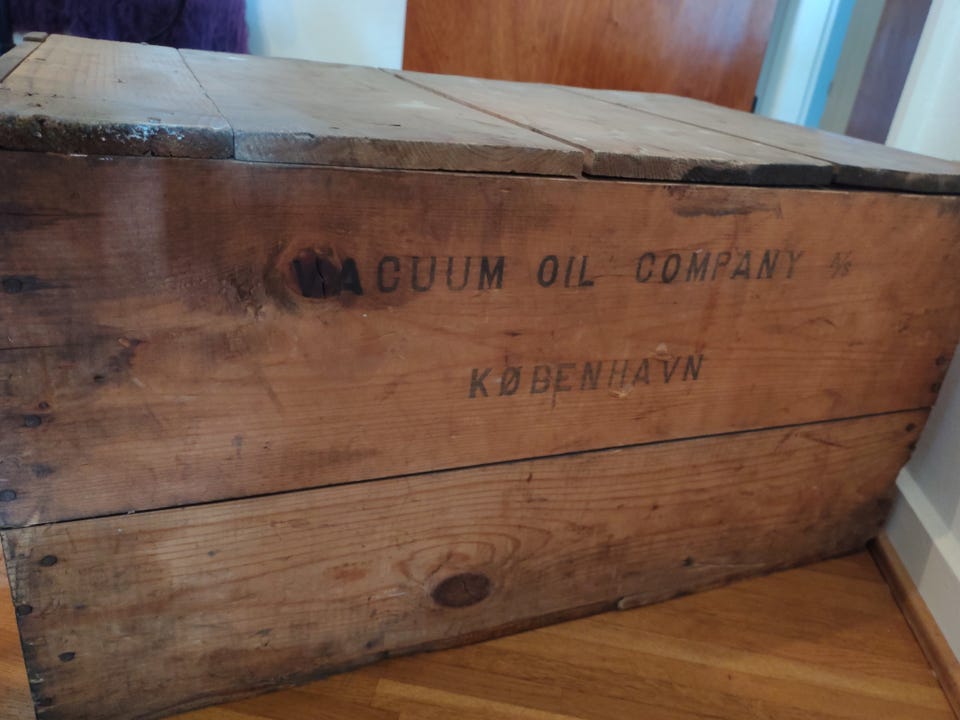 VACUUM OIL COMPANY A/S
KØBENHAVN